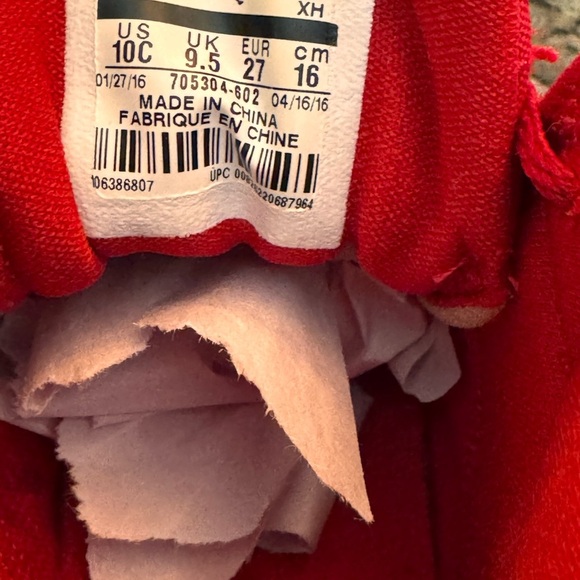 XH
US UK EUR cm
10C 9.5 27 16
01/27/16 705304-602 04/16/16
MADE IN CHINA
FABRIQUE EN CHINE
106386807
UPC